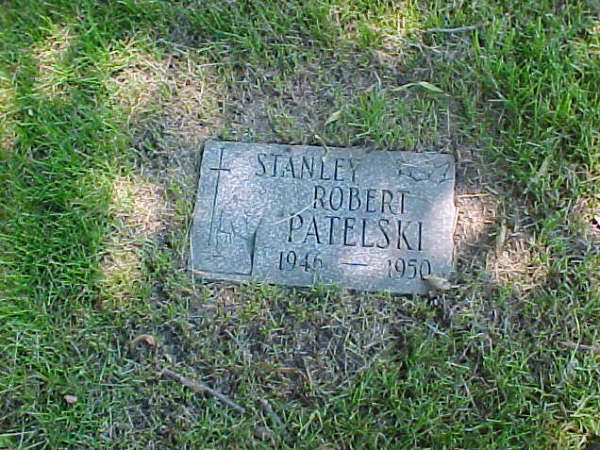 STANLEY
ROBERT
PATELSKI
1946 — 1950